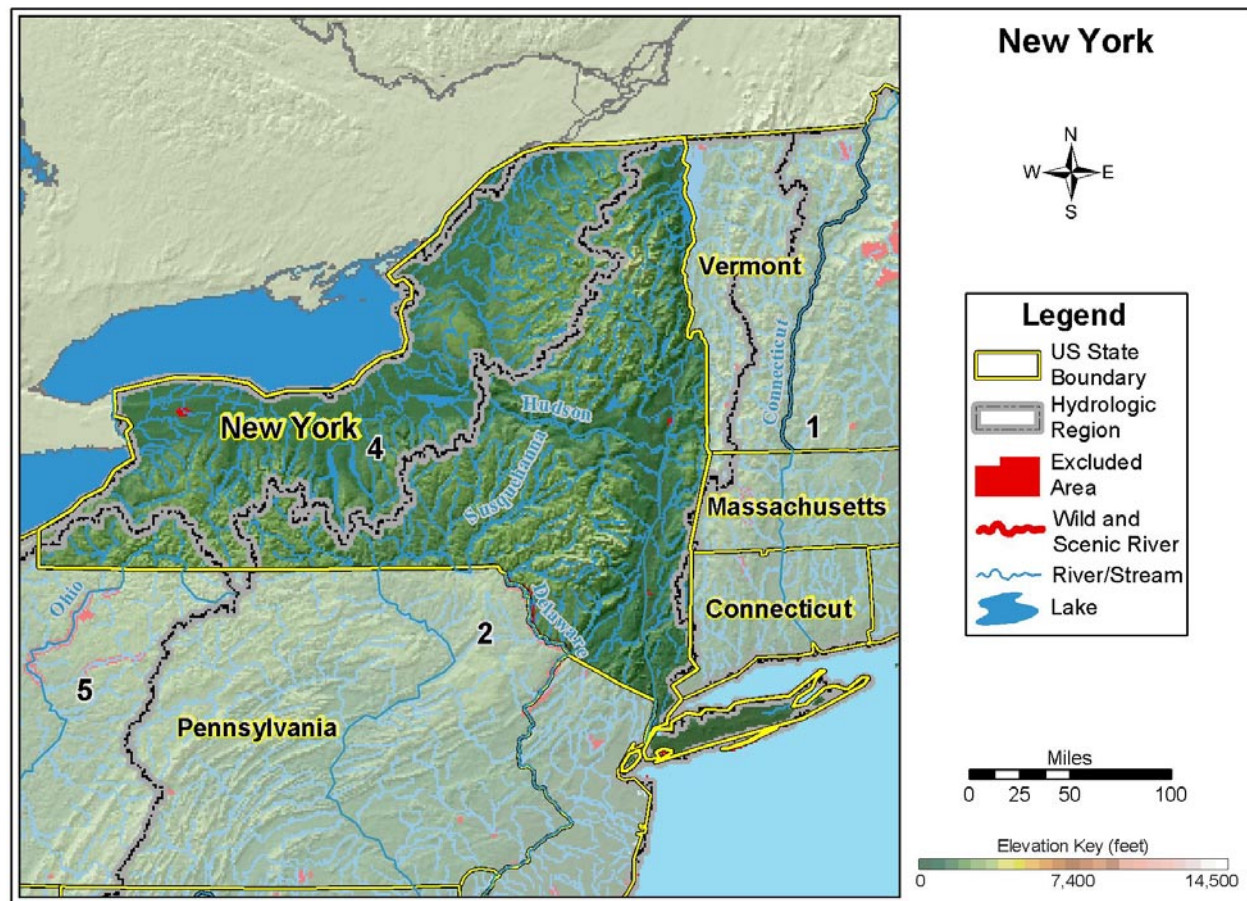 New York
N
W
E
S
Vermont
Connecticut
1
Hudson
New York
4
Susquehanna
Massachusetts
Connecticut
Ohio
Delaware
2
5
Pennsylvania
Legend
US State
Boundary
Hydrologic
Region
Excluded
Area
Wild and
Scenic River
River/Stream
Lake
Miles
0 25 50 100
Elevation Key (feet)
0 7,400 14,500